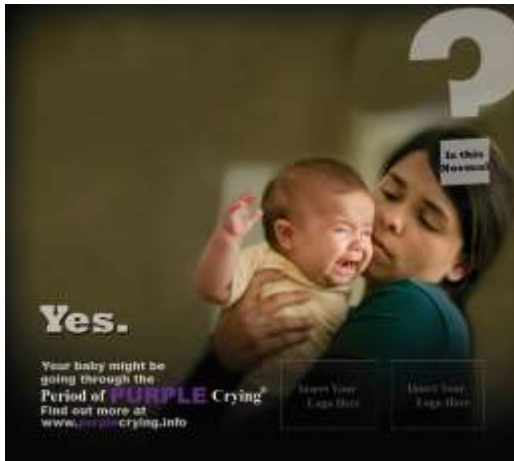 ?
Is this
Normal
Yes.
Your baby might be
going through the
Period of PURPLE Crying®
Find out more at
www.purplecrying.info
Insert Your
Logo Here
Insert Your
Logo Here